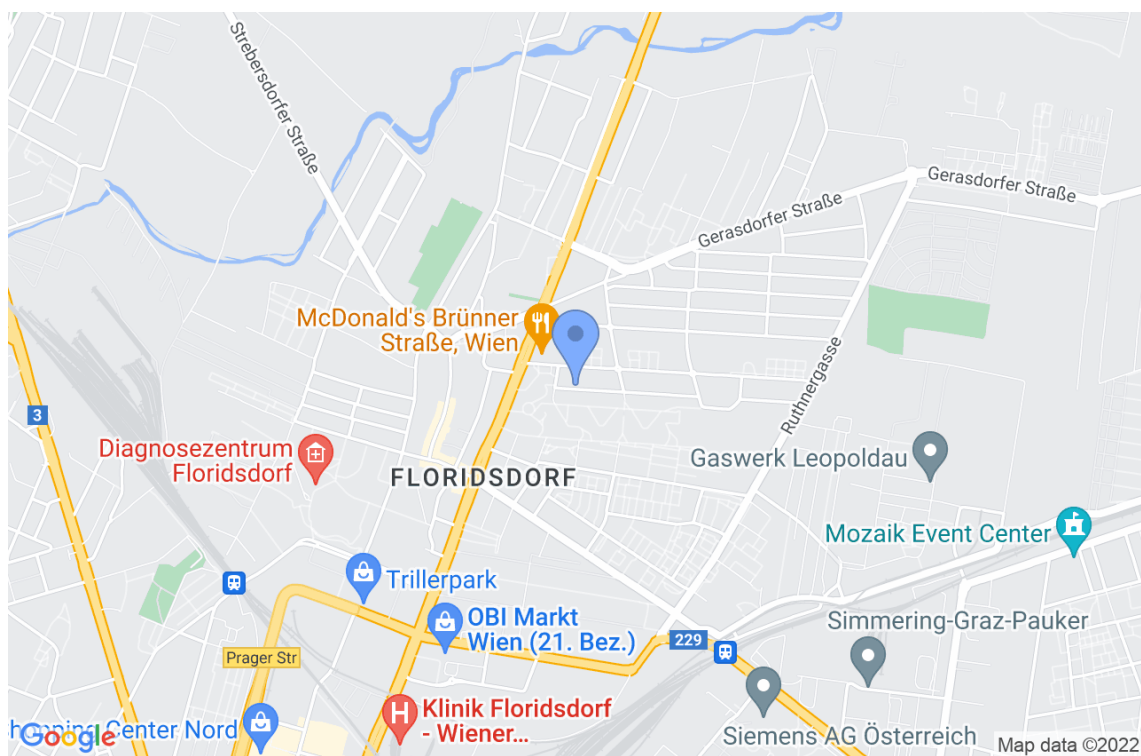 Strebersdorfer Straße
Gerasdorfer Straße
Gerasdorfer Straße
McDonald's Brünner
Straße, Wien
Ruthnergasse
3
Diagnosezentrum
Floridsdorf
FLORIDSDORF
Gaswerk Leopoldau
Mozaik Event Center
Trillerpark
OBI Markt
Wien (21. Bez.)
229
Simmering-Graz-Pauker
Prager Str
H
Klinik Floridsdorf
- Wiener...
Center Nord
Siemens AG Österreich
Google
Map data ©2022